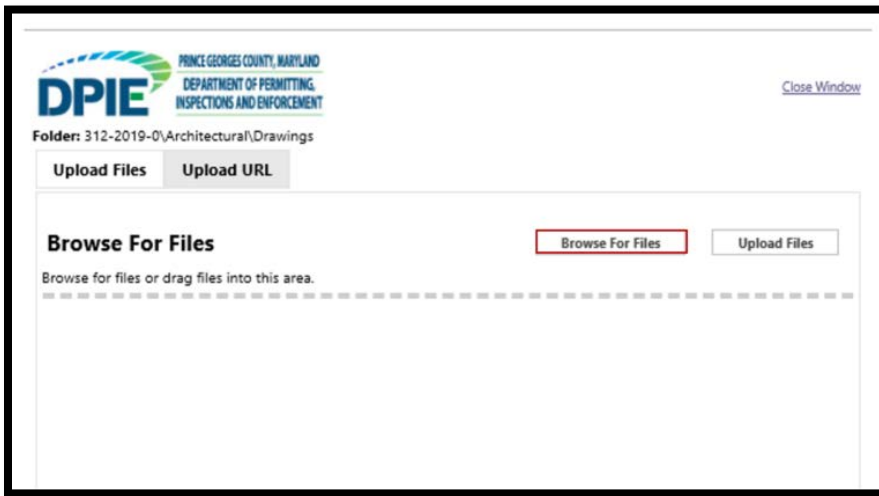 PRINCE GEORGES COUNTY, MARYLAND
DPIE
DEPARTMENT OF PERMITTING,
INSPECTIONS AND ENFORCEMENT
Close Window
Folder: 312-2019-0\Architectural\Drawings
Upload Files Upload URL
Browse For Files
Browse For Files
Upload Files
Browse for files or drag files into this area.